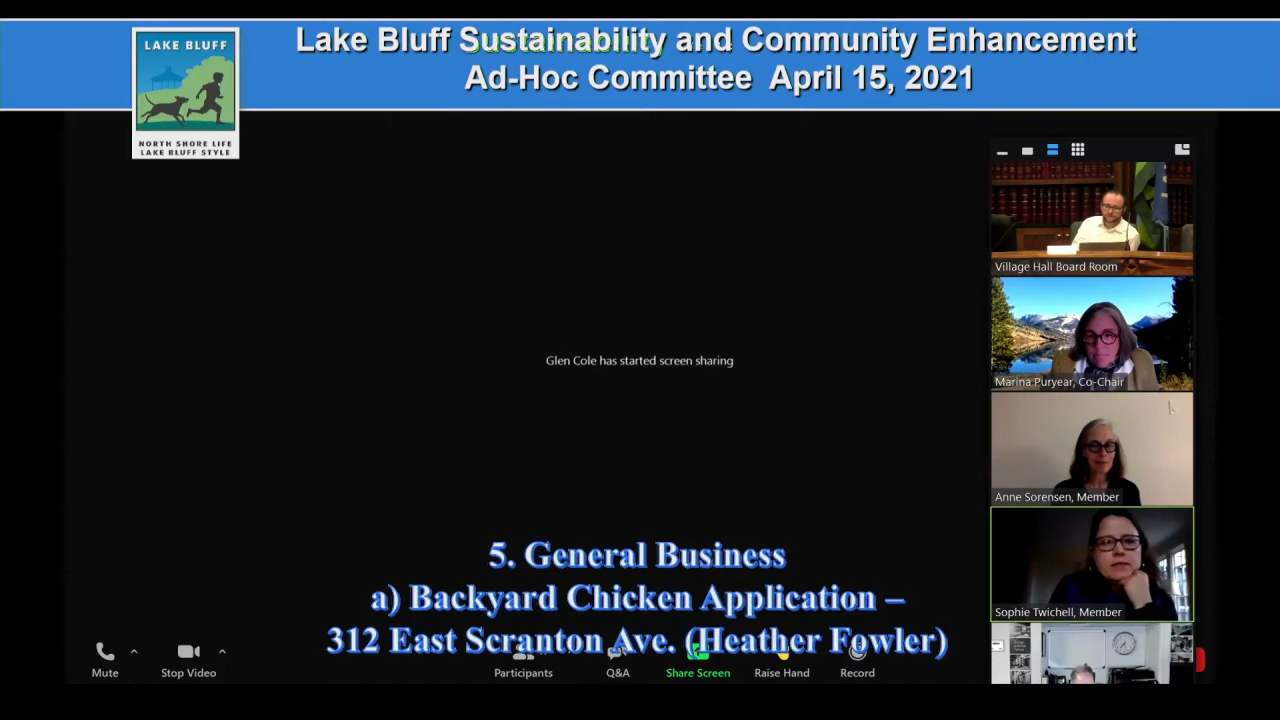 LAKE BLUFF
NORTH SHORE LIFE
LAKE BLUFF STYLE
Lake Bluff Sustainability and Community Enhancement
Ad-Hoc Committee April 15, 2021
Village Hall Board Room
Glen Cole has started screen sharing
Marina Puryear, Co-Chair
Anne Sorensen, Member
Sophie Twichell, Member
5. General Business
a) Backyard Chicken Application –
312 East Scranton Ave. (Heather Fowler)
Mute
Stop Video
Participants
Q&A
Share Screen
Raise Hand
Record